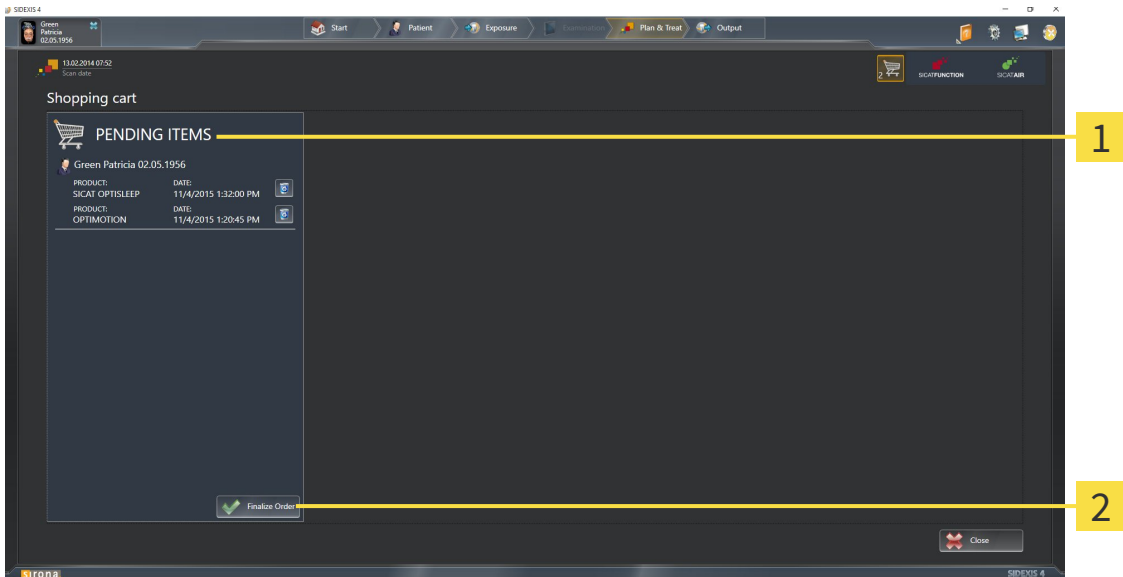 SIDEXIS 4
Green
Patricia
02.05.1956
Start
Patient
Exposure
Examination
Plan & Treat
Output
13.02.2014 07:52
Scan date
2
SICATFUNCTION
SICATAIR
Shopping cart
PENDING ITEMS
1
Green Patricia 02.05.1956
PRODUCT: DATE:
SICAT OPTISLEEP 11/4/2015 1:32:00 PM
PRODUCT: DATE:
OPTIMOTION 11/4/2015 1:20:45 PM
Finalize Order
2
Close
sirona
SIDEXIS 4